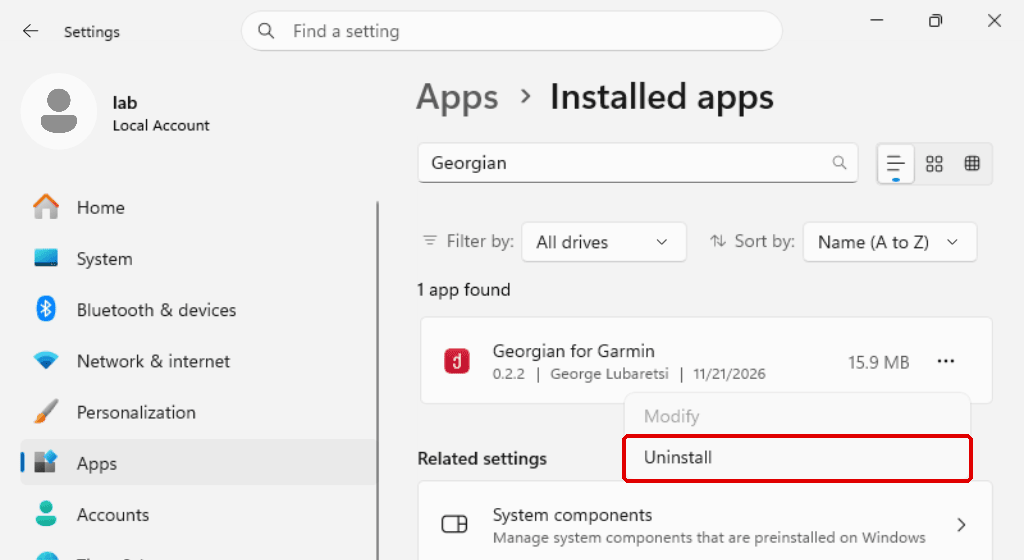 Settings
Find a setting
lab
Local Account
Home
System
Bluetooth & devices
Network & internet
Personalization
Apps
Accounts
Apps > Installed apps
Georgian
Filter by: All drives
Sort by: Name (A to Z)
1 app found
Georgian for Garmin
0.2.2 | George Lubaretsi | 11/21/2026
15.9 MB
Modify
Uninstall
Related settings
System components
Manage system components that are preinstalled on Windows